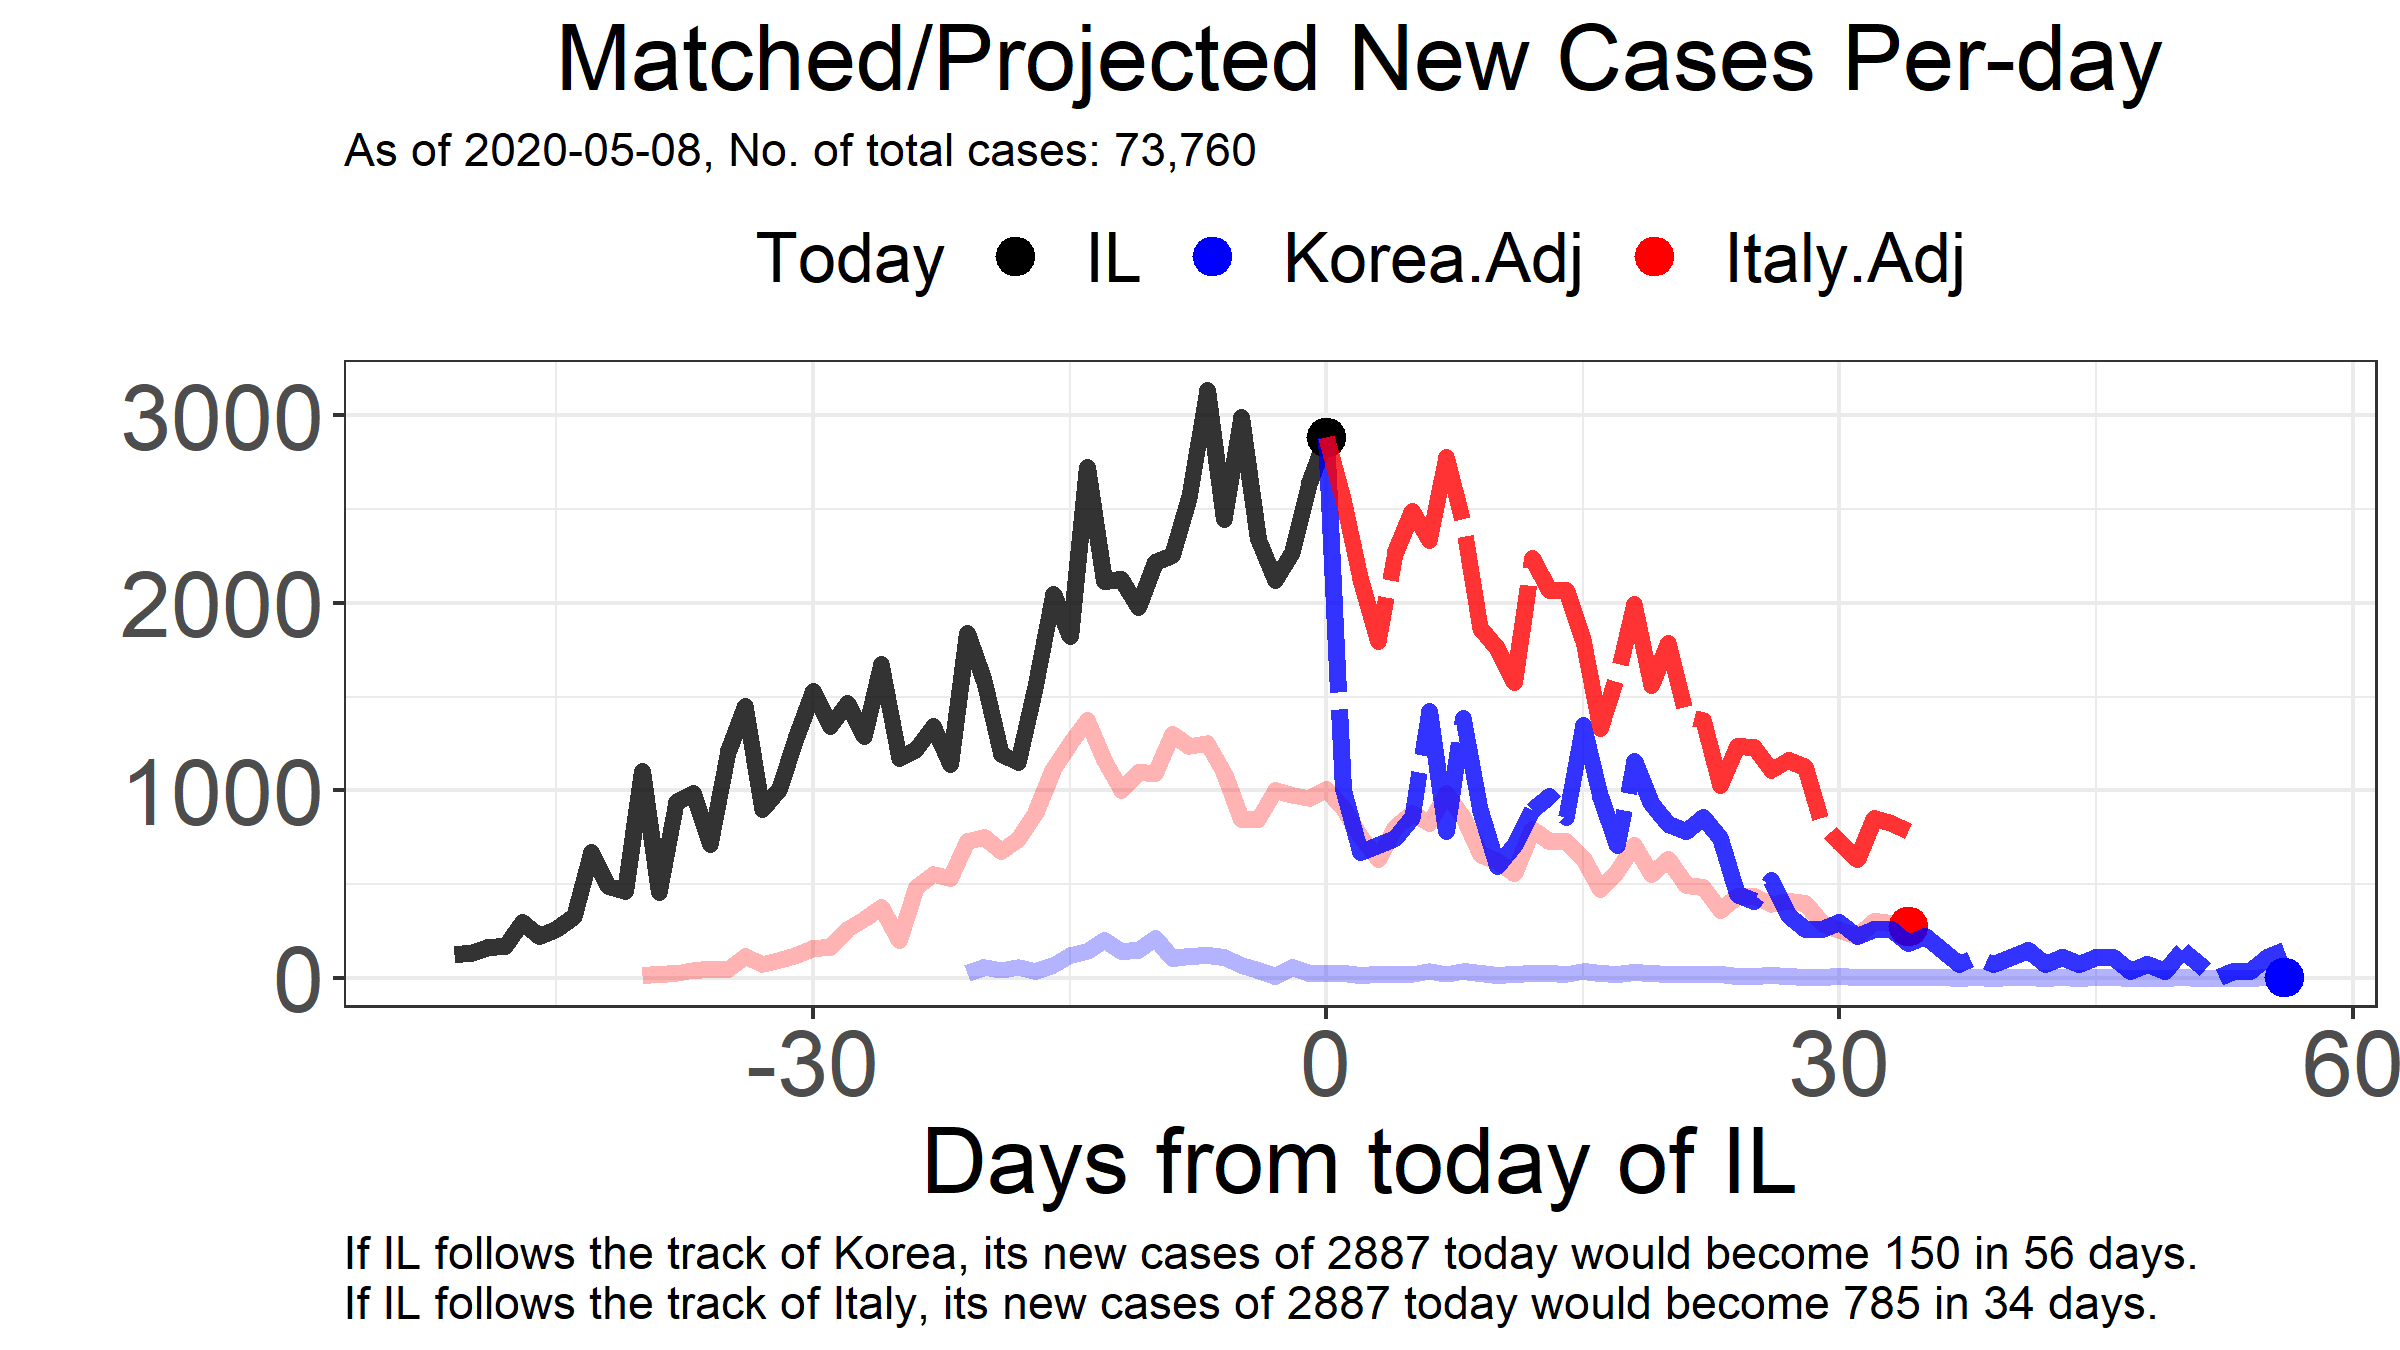 Matched/Projected New Cases Per-day
As of 2020-05-08, No. of total cases: 73,760
Today IL Korea.Adj Italy.Adj
3000
2000
1000
0
-30 0 30 60
Days from today of IL
If IL follows the track of Korea, its new cases of 2887 today would become 150 in 56 days.
If IL follows the track of Italy, its new cases of 2887 today would become 785 in 34 days.